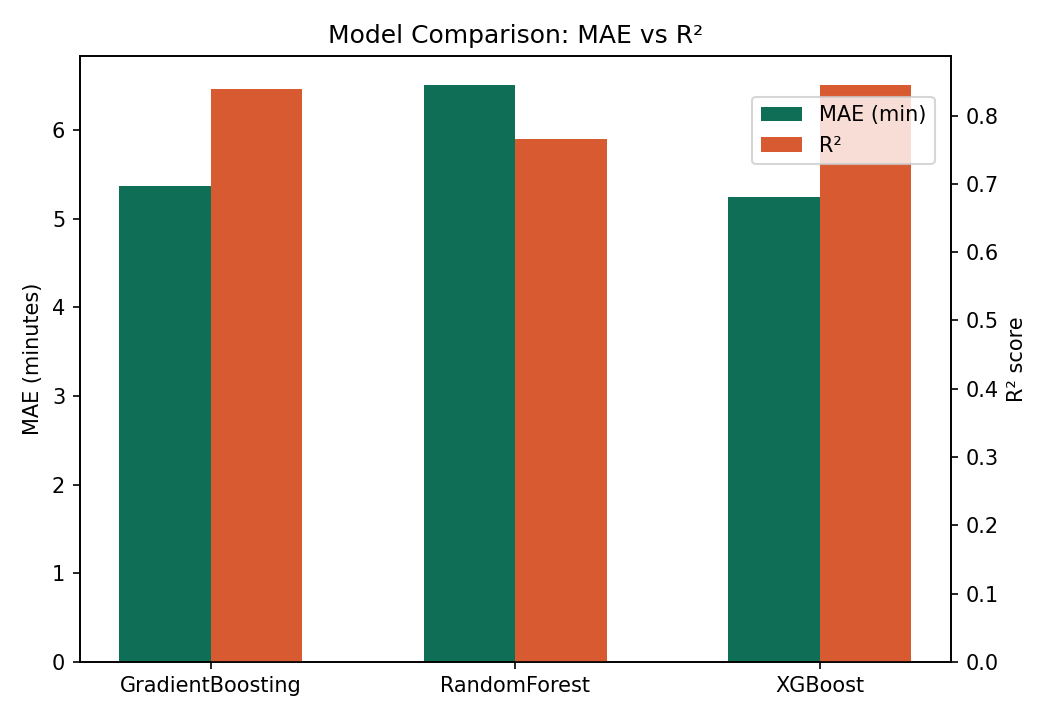 Model Comparison: MAE vs R²
MAE (min)
R²
MAE (minutes)
6
5
4
3
2
1
0
R² score
0.8
0.7
0.6
0.5
0.4
0.3
0.2
0.1
0.0
GradientBoosting
RandomForest
XGBoost